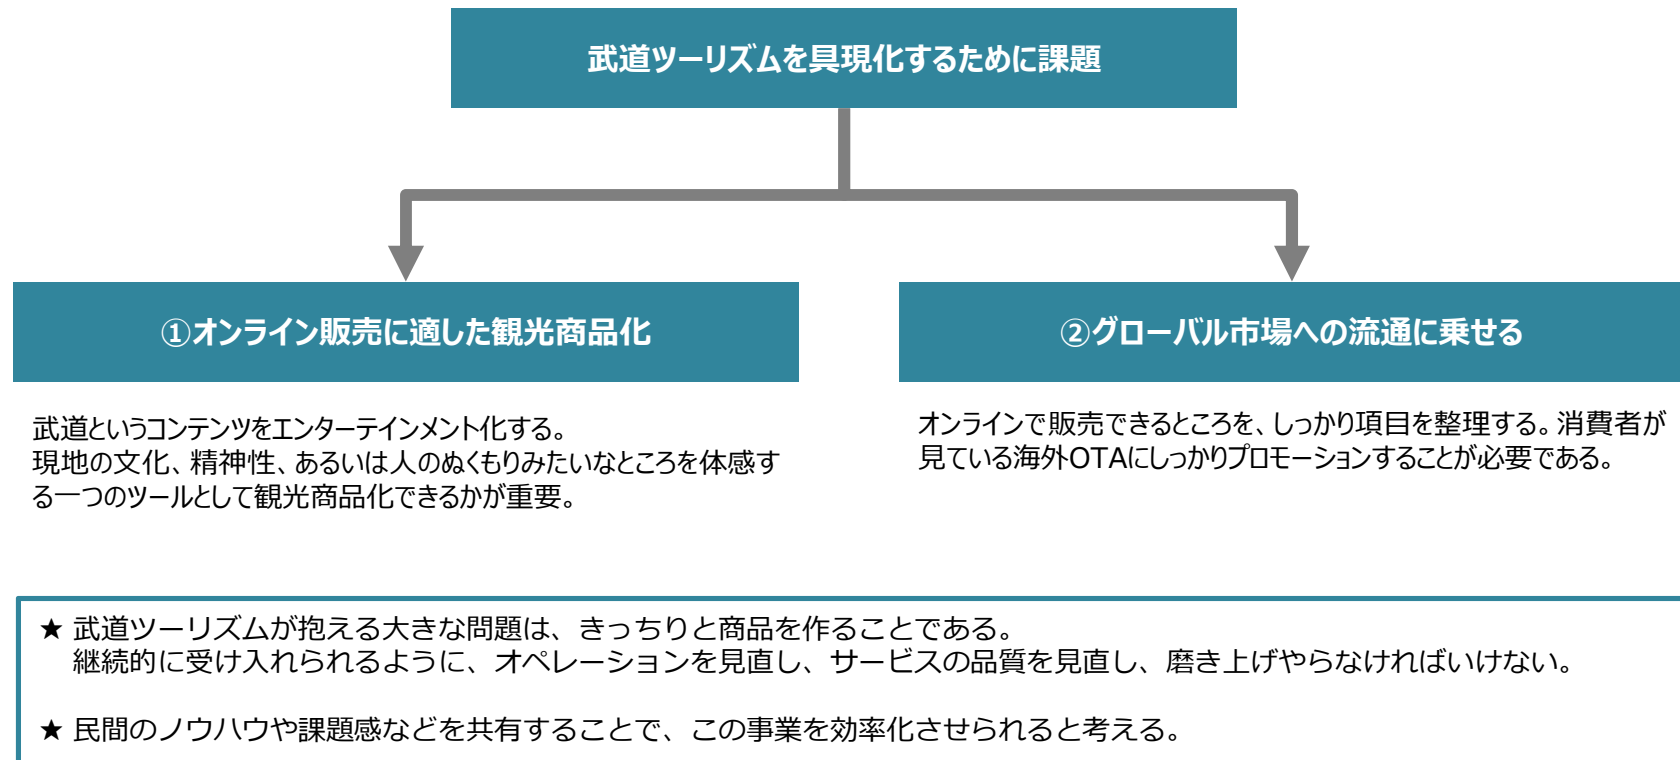 武道ツーリズムを具現化するために課題
①オンライン販売に適した観光商品化
②グローバル市場への流通に乗せる
武道というコンテンツをエンターテインメント化する。
現地の文化、精神性、あるいは人のぬくもりみたいなところを体感す
る一つのツールとして観光商品化できるかが重要。
オンラインで販売できるところを、しっかり項目を整理する。消費者が
見ている海外OTAにしっかりプロモーションすることが必要である。
★ 武道ツーリズムが抱える大きな問題は、きっちりと商品を作ることである。
継続的に受け入れられるように、オペレーションを見直し、サービスの品質を見直し、磨き上げやらなければいけない。
★ 民間のノウハウや課題感などを共有することで、この事業を効率化させられると考える。